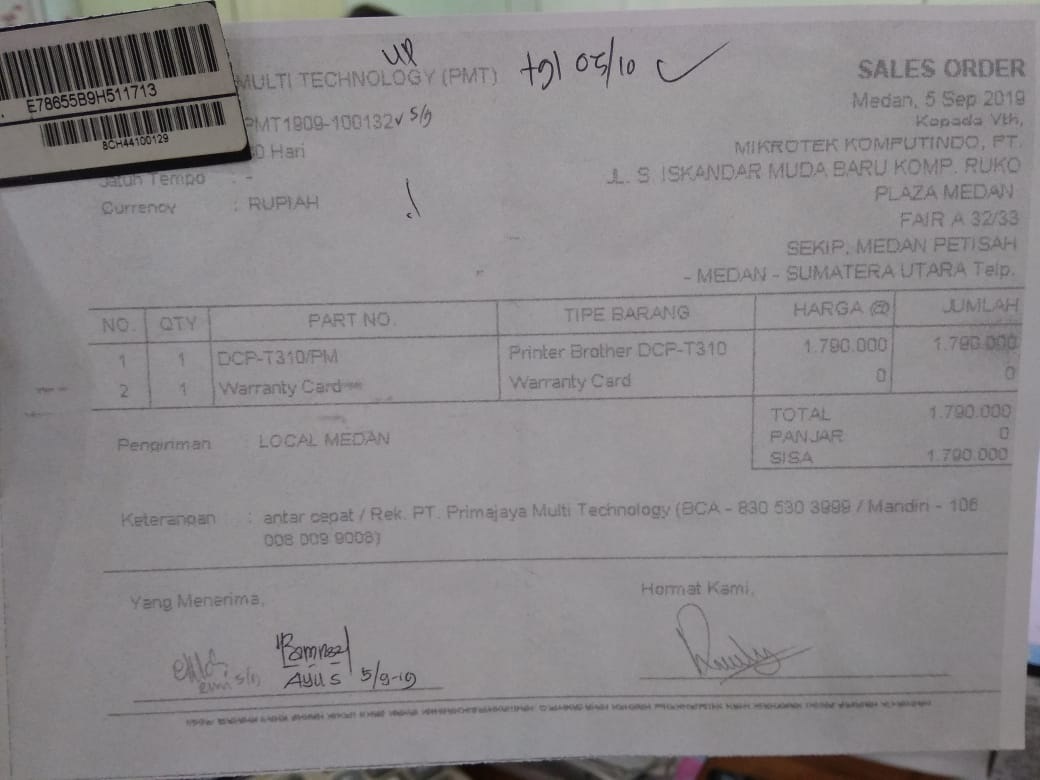 E78655B9H511713
8CH44100129
UP
MULTI TECHNOLOGY (PMT)
tgl 05/10
SALES ORDER
Medan, 5 Sep 2019
Kepada Yth,
PMT1909-100132 5/9
0 Hari
MIKROTEK KOMPUTINDO, PT.
Jatuh Tempo : -
JL. S. ISKANDAR MUDA BARU KOMP. RUKO
PLAZA MEDAN
Currency : RUPIAH
FAIR A 32/33
SEKIP, MEDAN PETISAH
- MEDAN - SUMATERA UTARA Telp.
NO. QTY PART NO. TIPE BARANG HARGA @ JUMLAH
1 1 DCP-T310/PM Printer Brother DCP-T310 1.790.000 1.790.000
2 1 Warranty Card Warranty Card 0 0
TOTAL 1.790.000
PANJAR 0
SISA 1.790.000
Pengiriman : LOCAL MEDAN
Keterangan : antar cepat / Rek. PT. Primajaya Multi Technology (BCA - 830 530 3999 / Mandiri - 106
008 009 9008)
Yang Menerima,
Hormat Kami,
5/9
AYUS 5/9-19